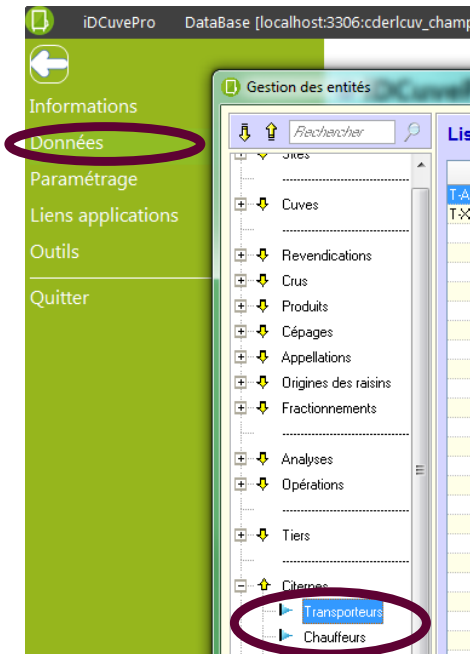 iDCuvePro DataBase [localhost:3306:cderlcuv_champ
Gestion des entités
Informations
Données
Paramétrage
Liens applications
Outils
Quitter
Rechercher
Lis
Sites
Cuves
Revendications
Crus
Produits
Cépages
Appellations
Origines des raisins
Fractionnements
Analyses
Opérations
Tiers
Citernes
Transporteurs
Chauffeurs
T-A
T-X